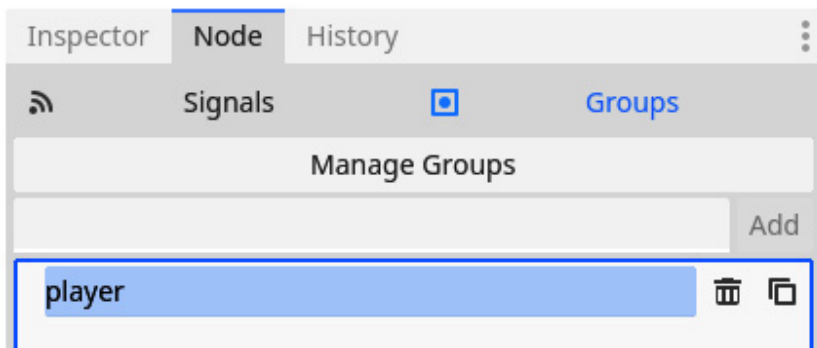 Inspector Node History
Signals Groups
Manage Groups
Add
player